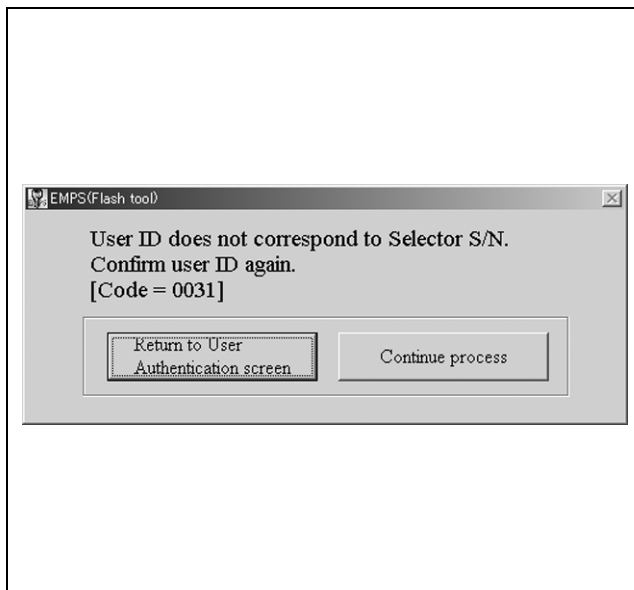 EMPS(Flash tool)
User ID does not correspond to Selector S/N.
Confirm user ID again.
[Code = 0031]
Return to User
Authentication screen
Continue process